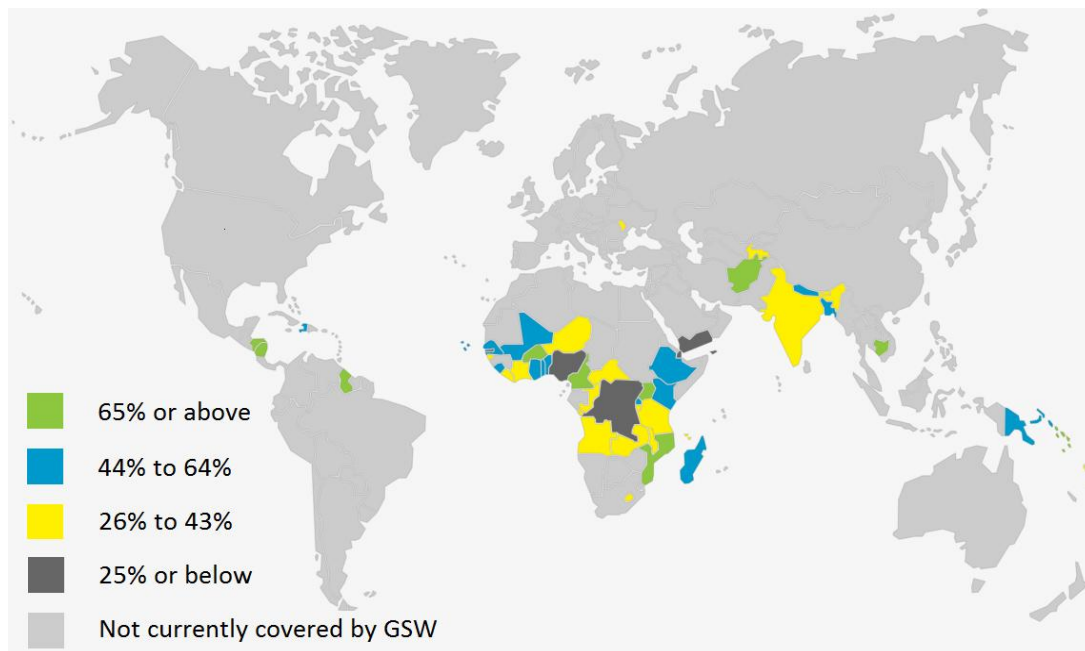 65% or above
44% to 64%
26% to 43%
25% or below
Not currently covered by GSW